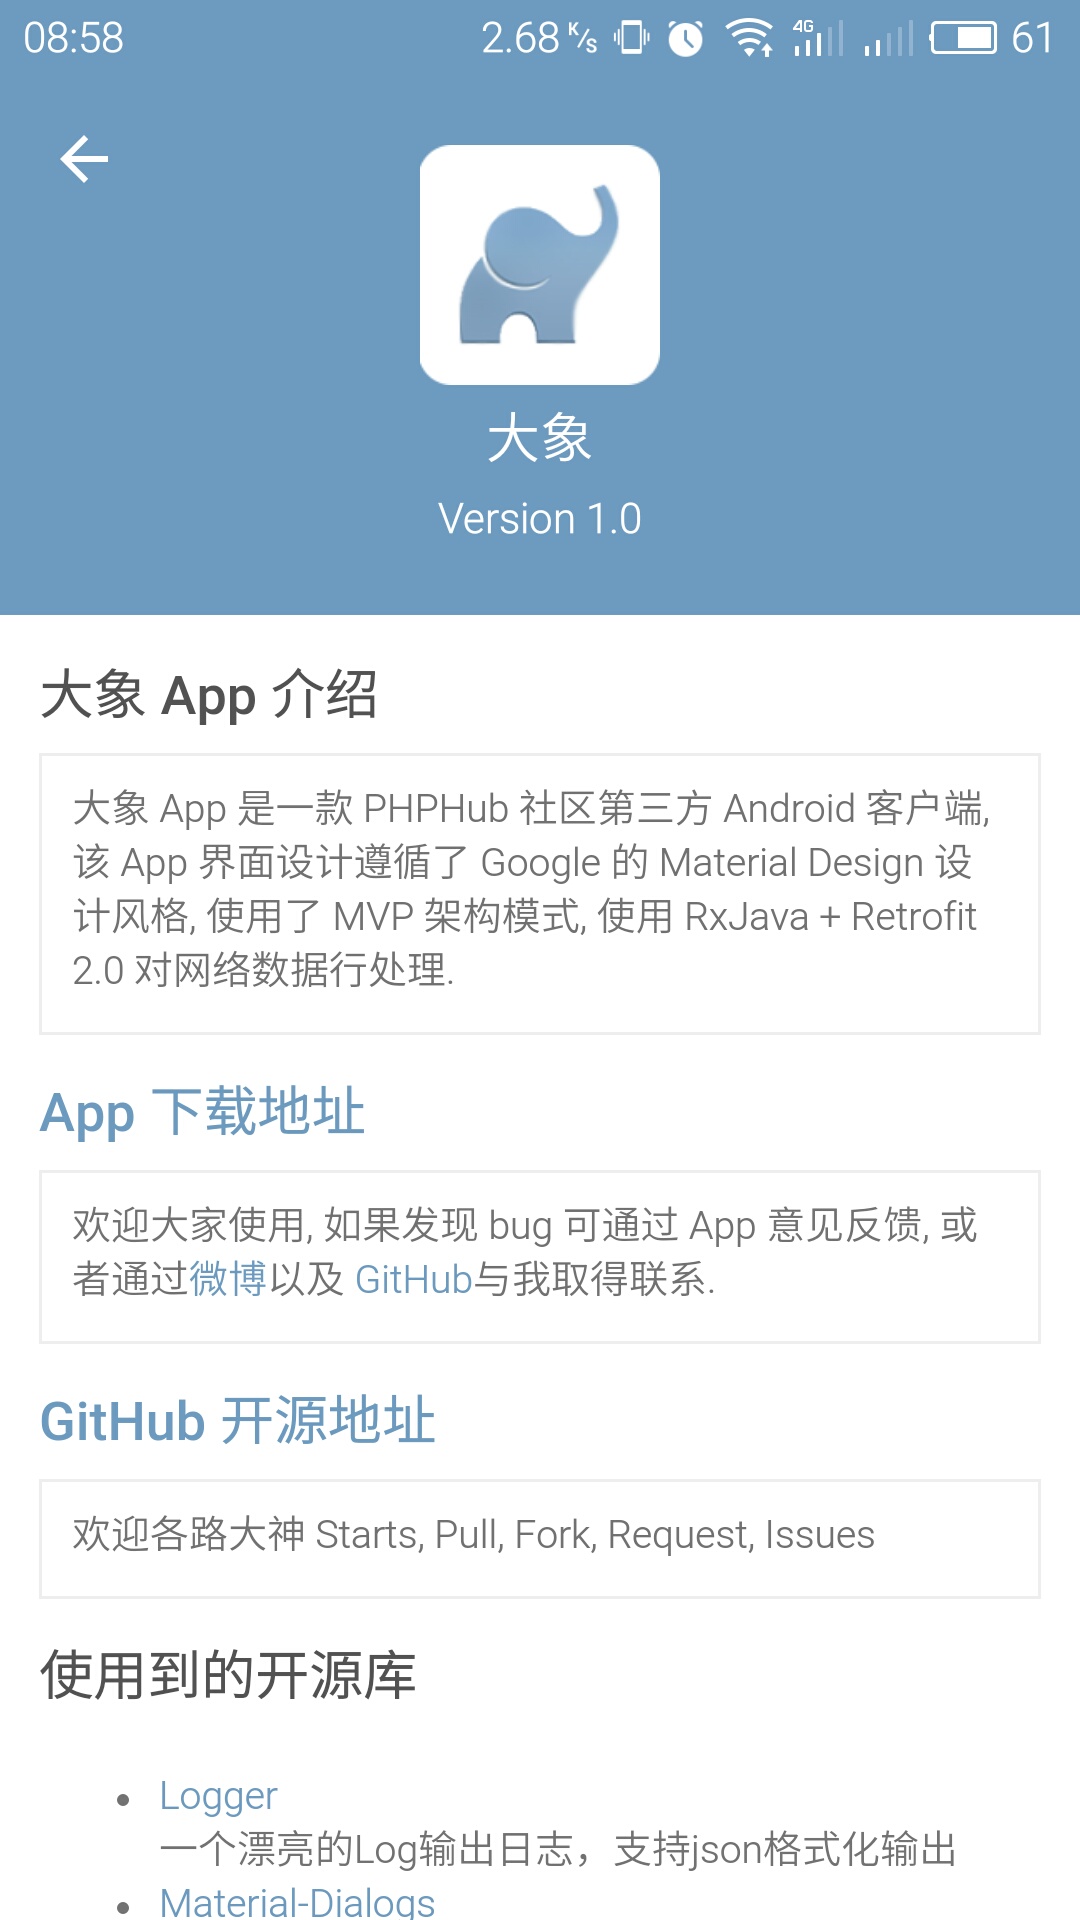 08:58 2.68 K/s 4G 61
大象
Version 1.0
大象 App 介绍
大象 App 是一款 PHPHub 社区第三方 Android 客户端,
该 App 界面设计遵循了 Google 的 Material Design 设
计风格, 使用了 MVP 架构模式, 使用 RxJava + Retrofit
2.0 对网络数据行处理.
App 下载地址
欢迎大家使用, 如果发现 bug 可通过 App 意见反馈, 或
者通过微博以及 GitHub与我取得联系.
GitHub 开源地址
欢迎各路大神 Starts, Pull, Fork, Request, Issues
使用到的开源库
Logger
一个漂亮的Log输出日志，支持json格式化输出
Material-Dialogs